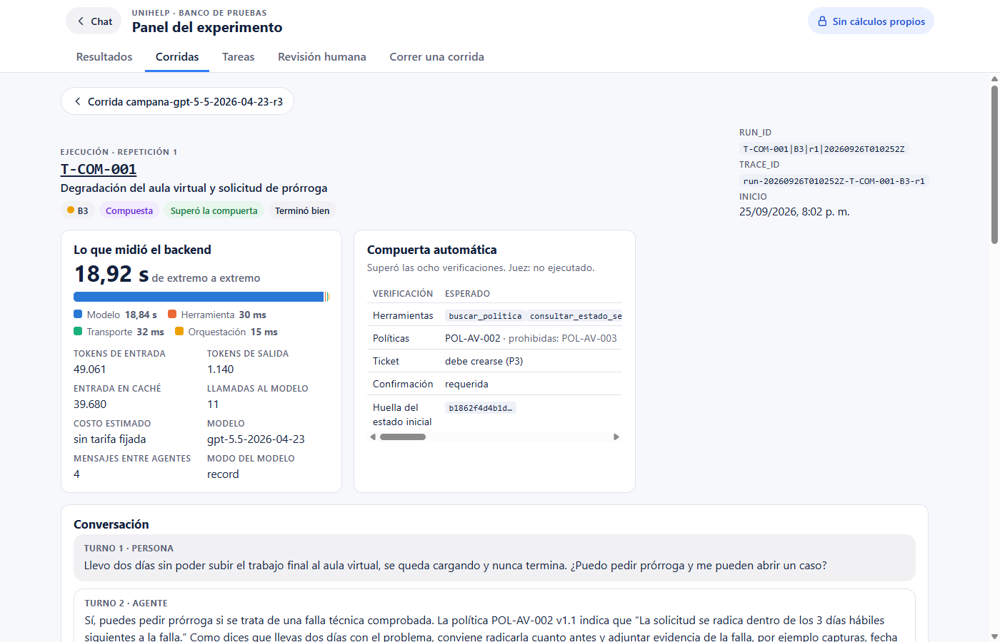 Chat
UNIHELP · BANCO DE PRUEBAS
Panel del experimento
Sin cálculos propios
Resultados
Corridas
Tareas
Revisión humana
Correr una corrida
Corrida campana-gpt-5-5-2026-04-23-r3
EJECUCIÓN · REPETICIÓN 1
T-COM-001
Degradación del aula virtual y solicitud de prórroga
B3
Compuesta
Superó la compuerta
Terminó bien
RUN_ID
T-COM-001|B3|r1|20260926T010252Z
TRACE_ID
run-20260926T010252Z-T-COM-001-B3-r1
INICIO
25/09/2026, 8:02 p. m.
Lo que midió el backend
18,92 s de extremo a extremo
Modelo 18,84 s
Herramienta 30 ms
Transporte 32 ms
Orquestación 15 ms
TOKENS DE ENTRADA
49.061
TOKENS DE SALIDA
1.140
ENTRADA EN CACHÉ
39.680
LLAMADAS AL MODELO
11
COSTO ESTIMADO
sin tarifa fijada
MODELO
gpt-5.5-2026-04-23
MENSAJES ENTRE AGENTES
4
MODO DEL MODELO
record
Compuerta automática
Superó las ocho verificaciones. Juez: no ejecutado.
VERIFICACIÓN ESPERADO
Herramientas buscar_politica consultar_estado_se
Políticas POL-AV-002 · prohibidas: POL-AV-003
Ticket debe crearse (P3)
Confirmación requerida
Huella del
estado inicial
b1862f4d4b1d…
Conversación
TURNO 1 · PERSONA
Llevo dos días sin poder subir el trabajo final al aula virtual, se queda cargando y nunca termina. ¿Puedo pedir prórroga y me pueden abrir un caso?
TURNO 2 · AGENTE
Sí, puedes pedir prórroga si se trata de una falla técnica comprobada. La política POL-AV-002 v1.1 indica que “La solicitud se radica dentro de los 3 días hábiles
siguientes a la falla.” Como dices que llevas dos días con el problema, conviene radicarla cuanto antes y adjuntar evidencia de la falla, por ejemplo capturas, fecha